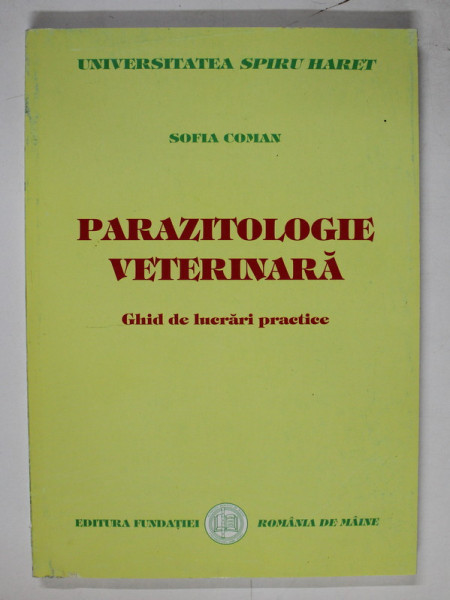 UNIVERSITATEA SPIRU HARET
SOFIA COMAN
PARAZITOLOGIE
VETERINARĂ
Ghid de lucrări practice
EDITURA FUNDAȚIEI ROMÂNIA DE MÂINE